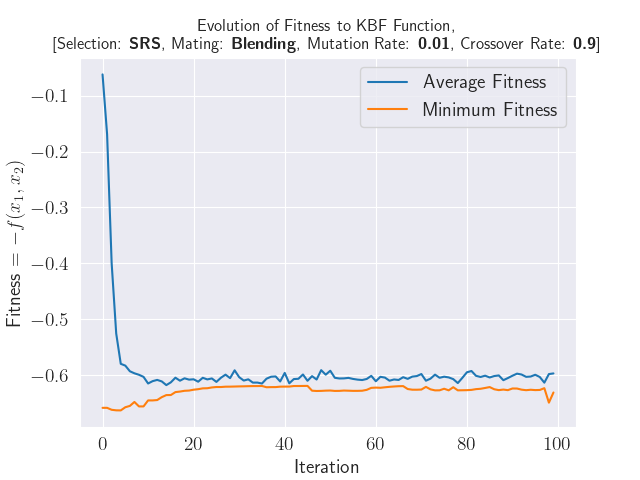 Evolution of Fitness to KBF Function,
[Selection: SRS, Mating: Blending, Mutation Rate: 0.01, Crossover Rate: 0.9]
Average Fitness
Minimum Fitness
−0.1
−0.2
−0.3
−0.4
−0.5
−0.6
Fitness = −f(x₁, x₂)
0 20 40 60 80 100
Iteration